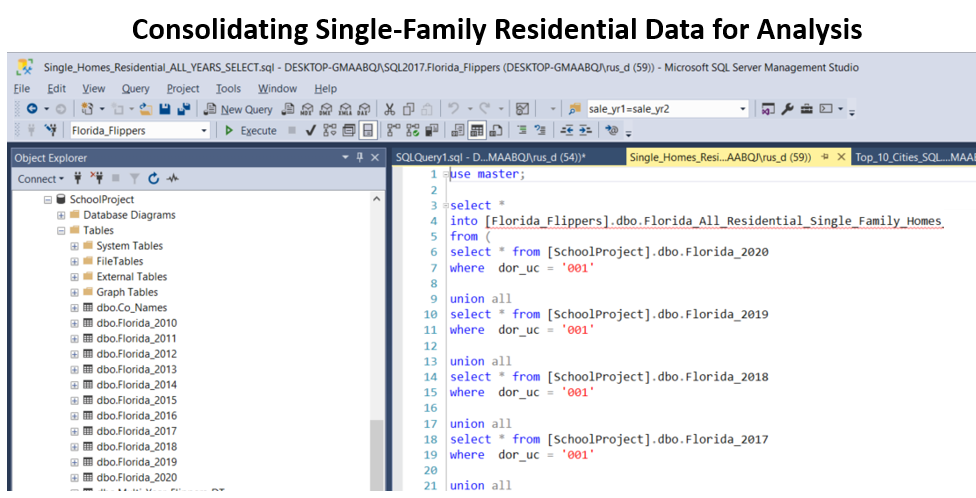 Consolidating Single-Family Residential Data for Analysis
Single_Homes_Residential_ALL_YEARS_SELECT.sql - DESKTOP-GMAABQJ\SQL2017.Florida_Flippers (DESKTOP-GMAABQJ\rus_d (59)) - Microsoft SQL Server Management Studio
File Edit View Query Project Tools Window Help
New Query sale_yr1=sale_yr2
Florida_Flippers Execute
Object Explorer
SQLQuery1.sql - D...MAABQJ\rus_d (54))* Single_Homes_Resi...AABQJ\rus_d (59)) Top_10_Cities_SQL...MAA
Connect
SchoolProject
Database Diagrams
Tables
System Tables
FileTables
External Tables
Graph Tables
dbo.Co_Names
dbo.Florida_2010
dbo.Florida_2011
dbo.Florida_2012
dbo.Florida_2013
dbo.Florida_2014
dbo.Florida_2015
dbo.Florida_2016
dbo.Florida_2017
dbo.Florida_2018
dbo.Florida_2019
dbo.Florida_2020
1 use master;
2
3 select *
4 into [Florida_Flippers].dbo.Florida_All_Residential_Single_Family_Homes
5 from (
6 select * from [SchoolProject].dbo.Florida_2020
7 where dor_uc = '001'
8
9 union all
10 select * from [SchoolProject].dbo.Florida_2019
11 where dor_uc = '001'
12
13 union all
14 select * from [SchoolProject].dbo.Florida_2018
15 where dor_uc = '001'
16
17 union all
18 select * from [SchoolProject].dbo.Florida_2017
19 where dor_uc = '001'
20
21 union all